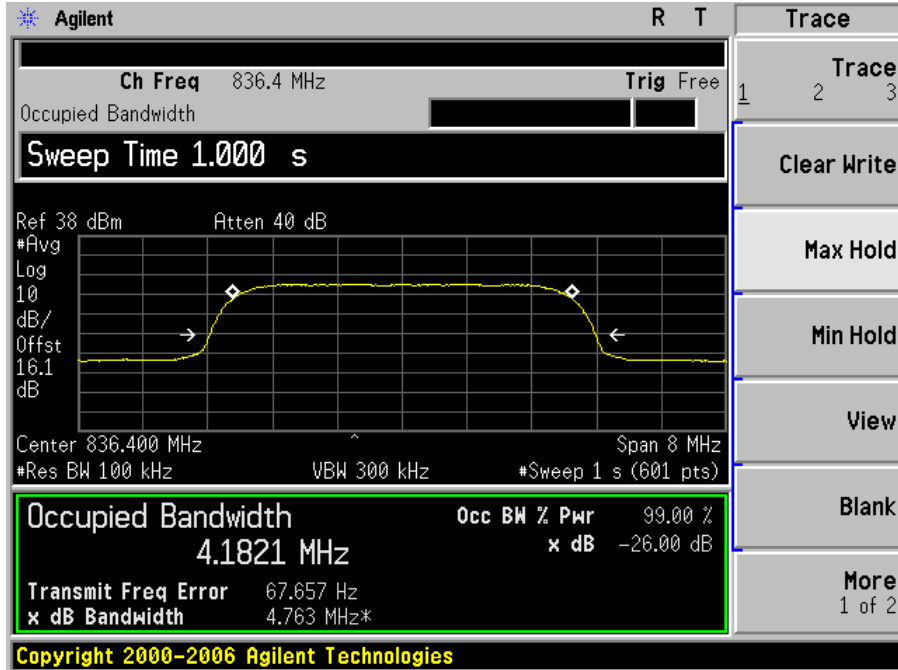 Agilent R T
Ch Freq 836.4 MHz Trig Free
Occupied Bandwidth
Sweep Time 1.000 s
Ref 38 dBm Atten 40 dB
#Avg
Log
10
dB/
Offst
16.1
dB
Center 836.400 MHz Span 8 MHz
#Res BW 100 kHz VBW 300 kHz #Sweep 1 s (601 pts)
Occupied Bandwidth
4.1821 MHz
Occ BW % Pwr 99.00 %
x dB -26.00 dB
Transmit Freq Error 67.657 Hz
x dB Bandwidth 4.763 MHz*
Copyright 2000-2006 Agilent Technologies
Trace
Trace
1 2 3
Clear Write
Max Hold
Min Hold
View
Blank
More
1 of 2